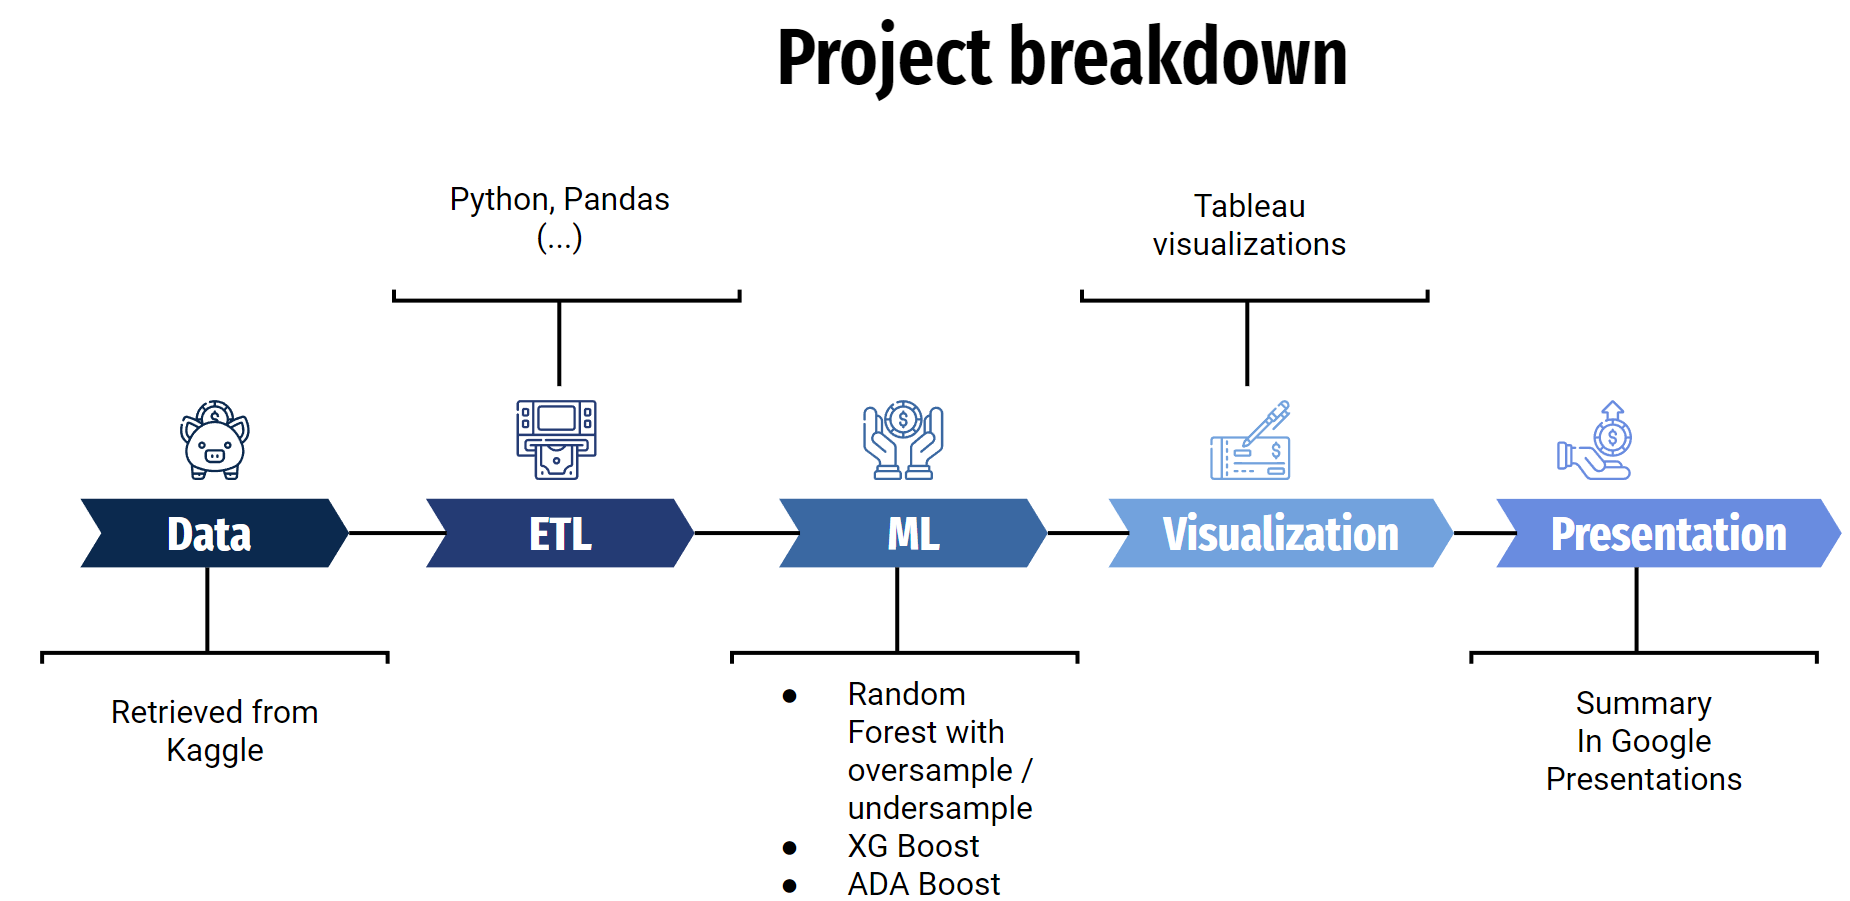 Project breakdown
Python, Pandas
(...)
Tableau
visualizations
Data
ETL
ML
Visualization
Presentation
Retrieved from
Kaggle
● Random
Forest with
oversample /
undersample
● XG Boost
● ADA Boost
Summary
In Google
Presentations